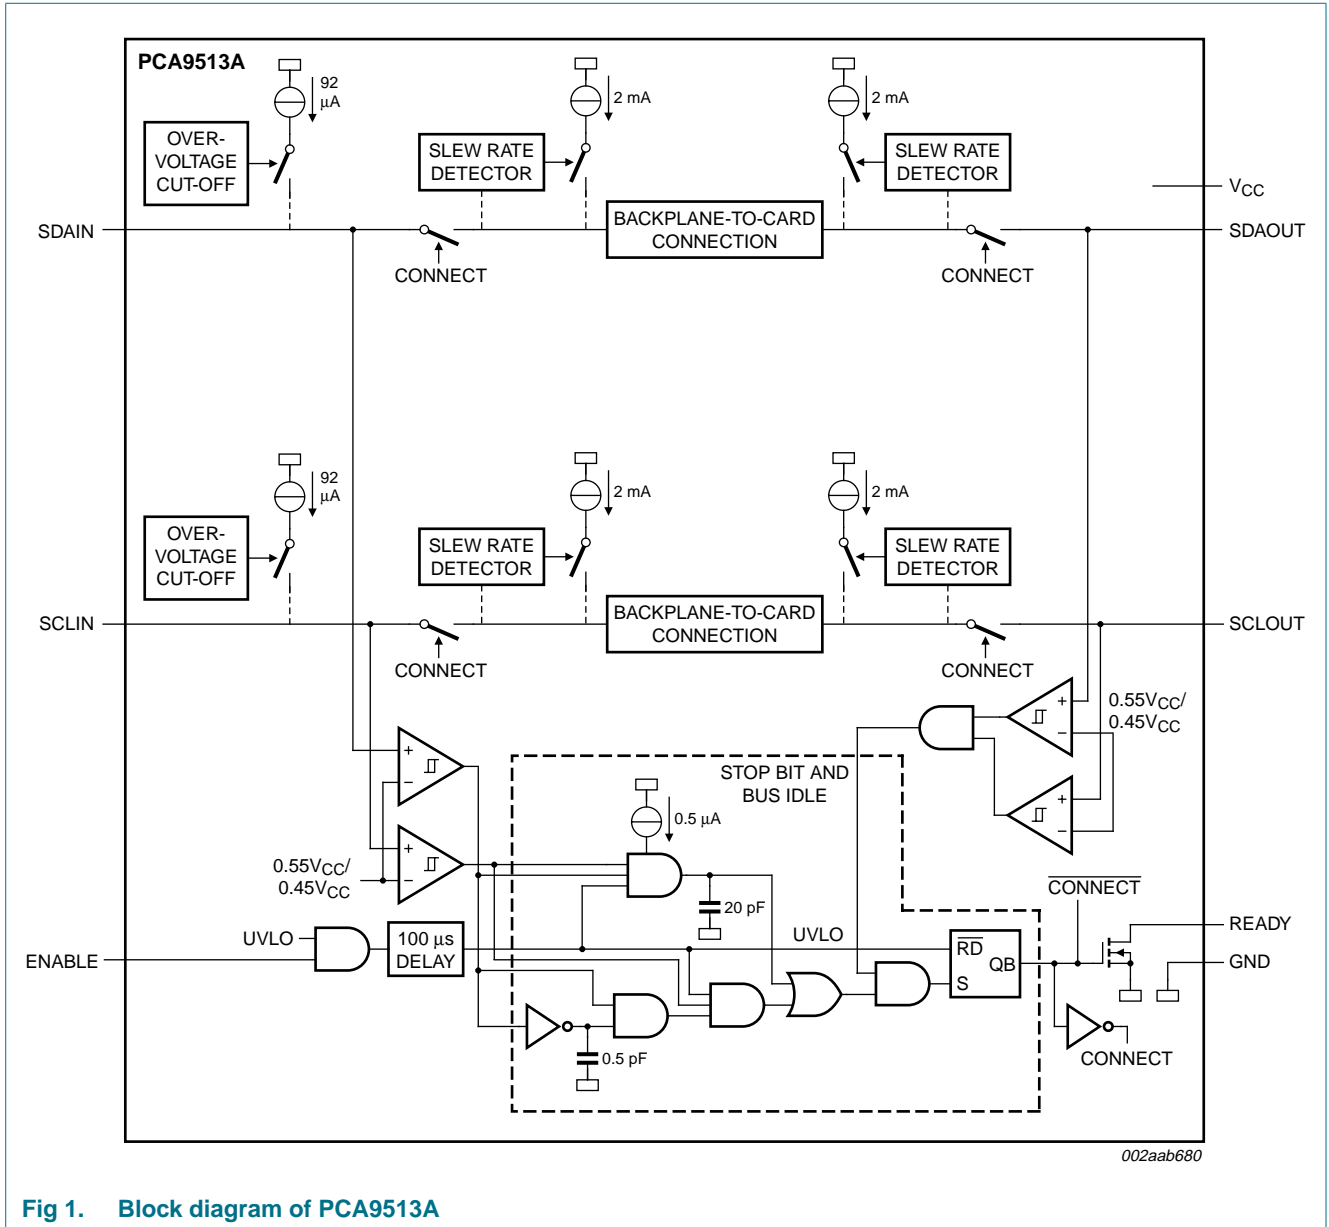 PCA9513A
92
μA
2 mA
2 mA
OVER-
VOLTAGE
CUT-OFF
SLEW RATE
DETECTOR
SLEW RATE
DETECTOR
VCC
SDAIN
BACKPLANE-TO-CARD
CONNECTION
SDAOUT
CONNECT
CONNECT
92
μA
2 mA
2 mA
OVER-
VOLTAGE
CUT-OFF
SLEW RATE
DETECTOR
SLEW RATE
DETECTOR
SCLIN
BACKPLANE-TO-CARD
CONNECTION
SCLOUT
CONNECT
CONNECT
+
−
+
−
0.55VCC/
0.45VCC
+
−
+
−
0.55VCC/
0.45VCC
STOP BIT AND
BUS IDLE
0.5 μA
20 pF
CONNECT
READY
UVLO
100 μs
DELAY
UVLO
RD
QB
S
ENABLE
GND
0.5 pF
CONNECT
002aab680
Fig 1. Block diagram of PCA9513A